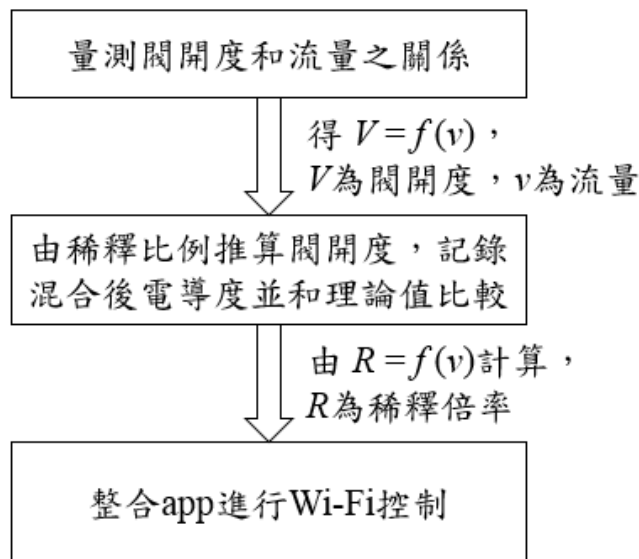 量測閥開度和流量之關係
得 V=f(v)，
V為閥開度，v為流量
由稀釋比例推算閥開度，記錄
混合後電導度並和理論值比較
由 R=f(v)計算，
R為稀釋倍率
整合app進行Wi-Fi控制